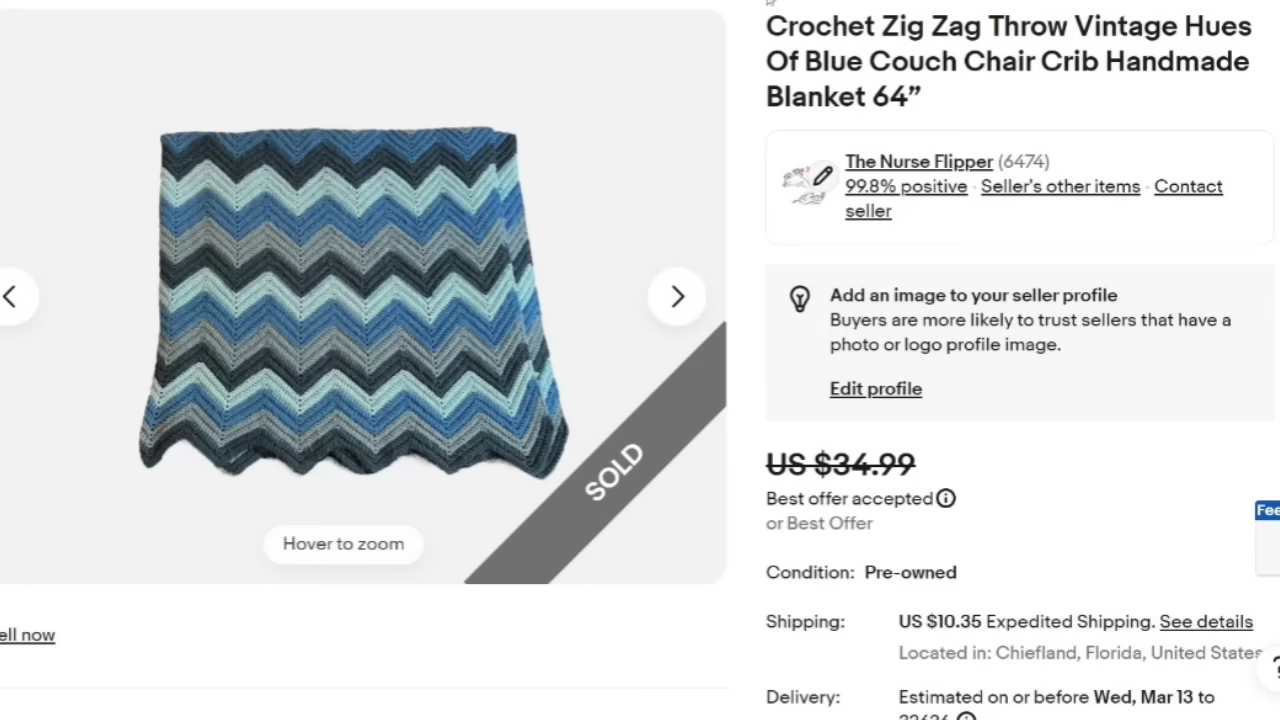 Crochet Zig Zag Throw Vintage Hues
Of Blue Couch Chair Crib Handmade
Blanket 64”
The Nurse Flipper (6474)
99.8% positive · Seller's other items · Contact
seller
Add an image to your seller profile
Buyers are more likely to trust sellers that have a
photo or logo profile image.
Edit profile
US $34.99
Best offer accepted
or Best Offer
Condition: Pre-owned
Shipping: US $10.35 Expedited Shipping. See details
Located in: Chiefland, Florida, United States
Delivery: Estimated on or before Wed, Mar 13 to
SOLD
Hover to zoom
ell now
Fee